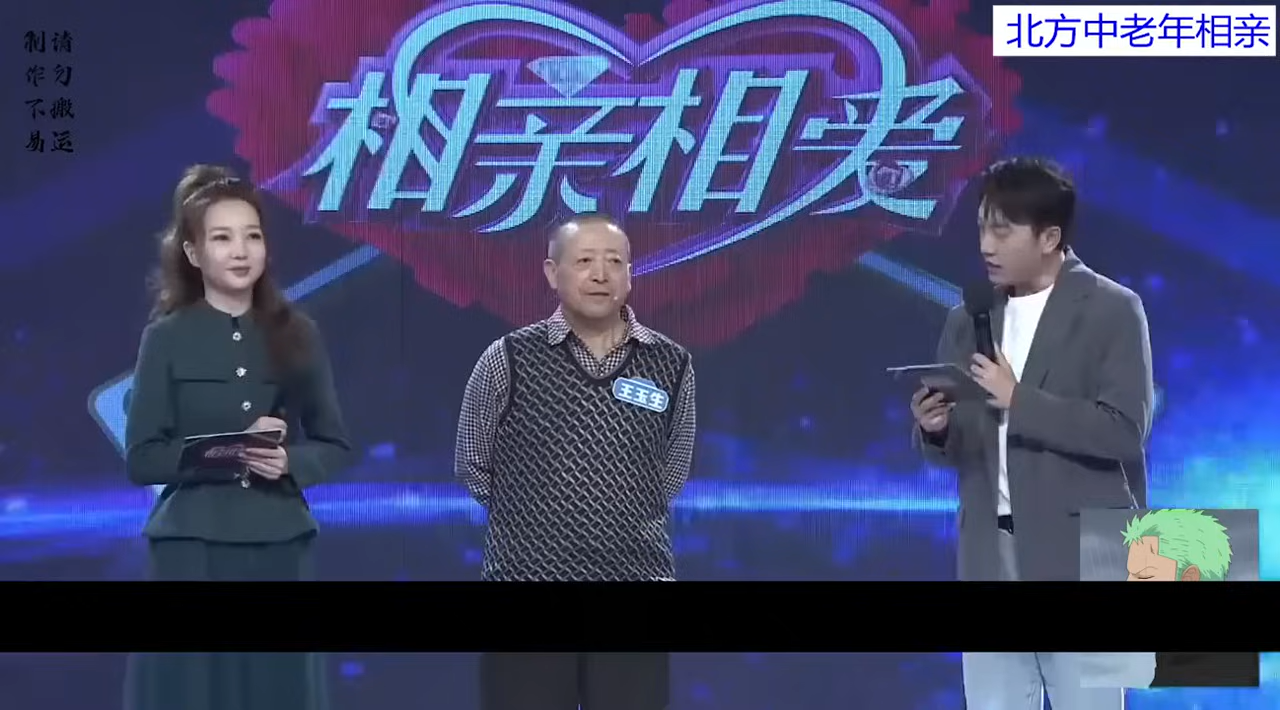 请勿搬运
制作不易
北方中老年相亲
相亲相爱
王玉生